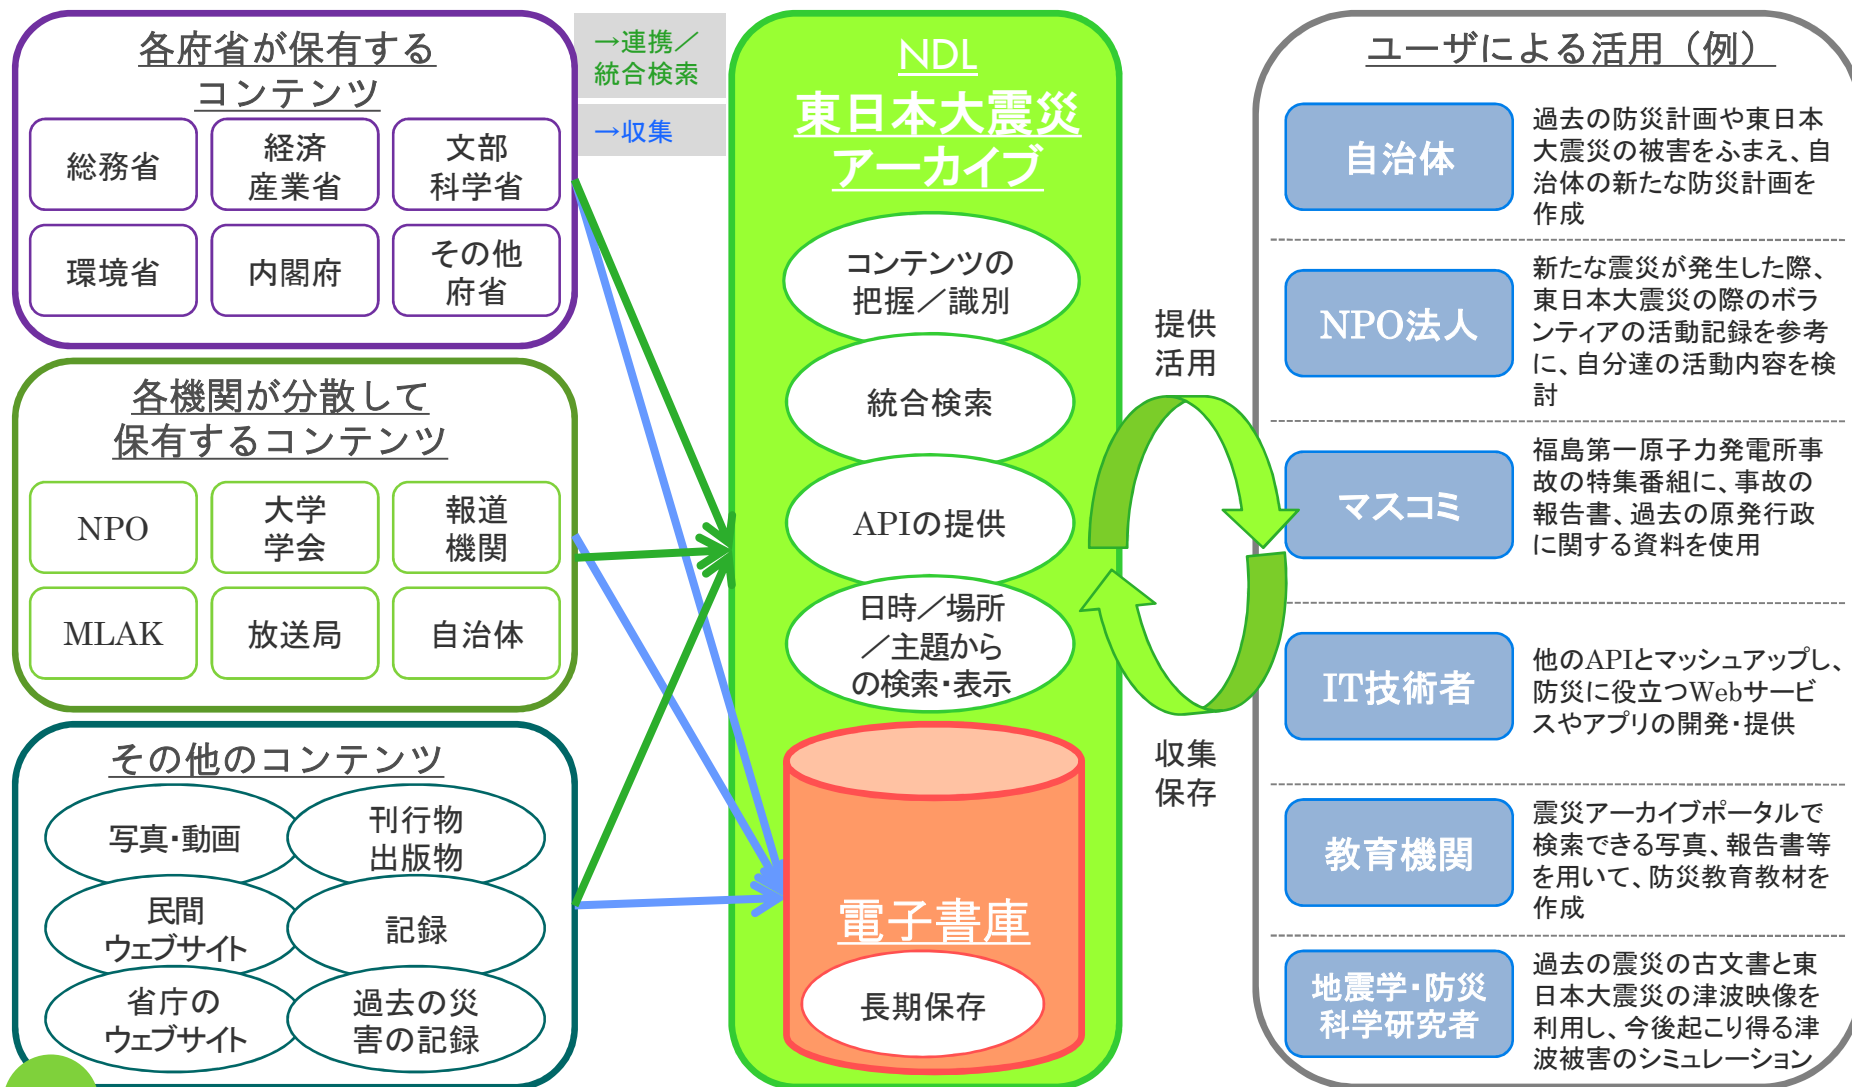 各府省が保有する
コンテンツ
総務省
経済
産業省
文部
科学省
環境省
内閣府
その他
府省
各機関が分散して
保有するコンテンツ
NPO
大学
学会
報道
機関
MLAK
放送局
自治体
その他のコンテンツ
写真・動画
刊行物
出版物
民間
ウェブサイト
記録
省庁の
ウェブサイト
過去の災
害の記録
→連携／
統合検索
→収集
NDL
東日本大震災
アーカイブ
コンテンツの
把握／識別
統合検索
APIの提供
日時／場所
／主題から
の検索・表示
電子書庫
長期保存
提供
活用
収集
保存
ユーザによる活用（例）
自治体
過去の防災計画や東日本
大震災の被害をふまえ、自
治体の新たな防災計画を
作成
NPO法人
新たな震災が発生した際、
東日本大震災の際のボラ
ンティアの活動記録を参考
に、自分達の活動内容を検
討
マスコミ
福島第一原子力発電所事
故の特集番組に、事故の
報告書、過去の原発行政
に関する資料を使用
IT技術者
他のAPIとマッシュアップし、
防災に役立つWebサービ
スやアプリの開発・提供
教育機関
震災アーカイブポータルで
検索できる写真、報告書等
を用いて、防災教育教材を
作成
地震学・防災
科学研究者
過去の震災の古文書と東
日本大震災の津波映像を
利用し、今後起こり得る津
波被害のシミュレーション